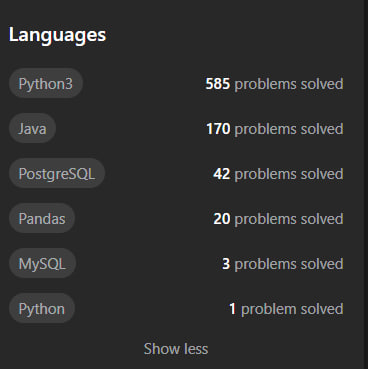 Languages
Python3 585 problems solved
Java 170 problems solved
PostgreSQL 42 problems solved
Pandas 20 problems solved
MySQL 3 problems solved
Python 1 problem solved
Show less